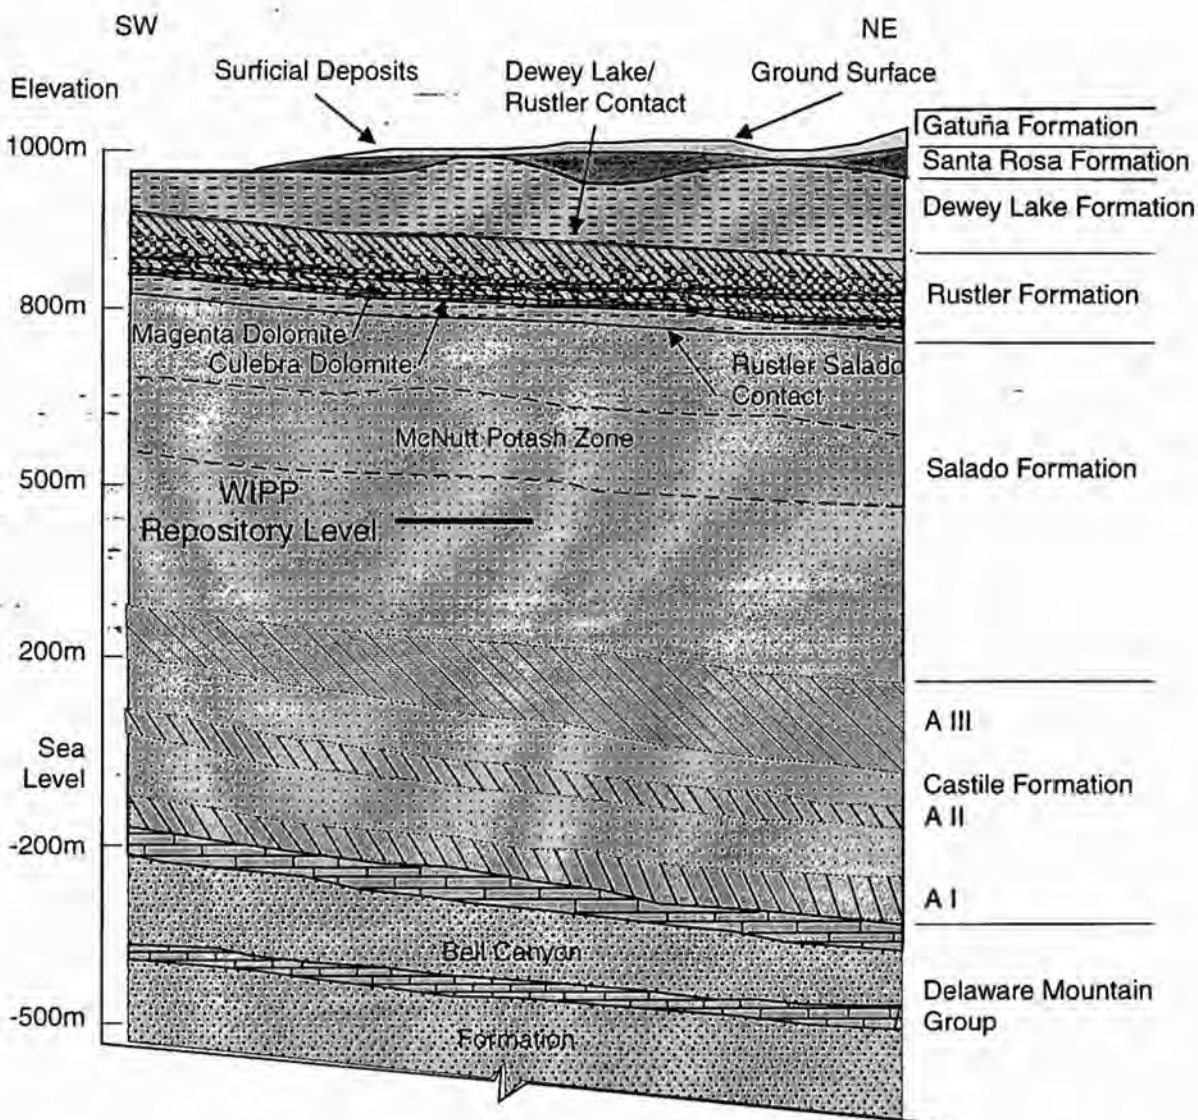 SW
NE
Elevation
Surficial Deposits
Dewey Lake/
Rustler Contact
Ground Surface
1000m
800m
500m
200m
Sea
Level
-200m
-500m
Magenta Dolomite
Culebra Dolomite
Rustler Salado
Contact
McNutt Potash Zone
WIPP
Repository Level
Bell Canyon
Formation
Gatuña Formation
Santa Rosa Formation
Dewey Lake Formation
Rustler Formation
Salado Formation
A III
Castile Formation
A II
A I
Delaware Mountain
Group